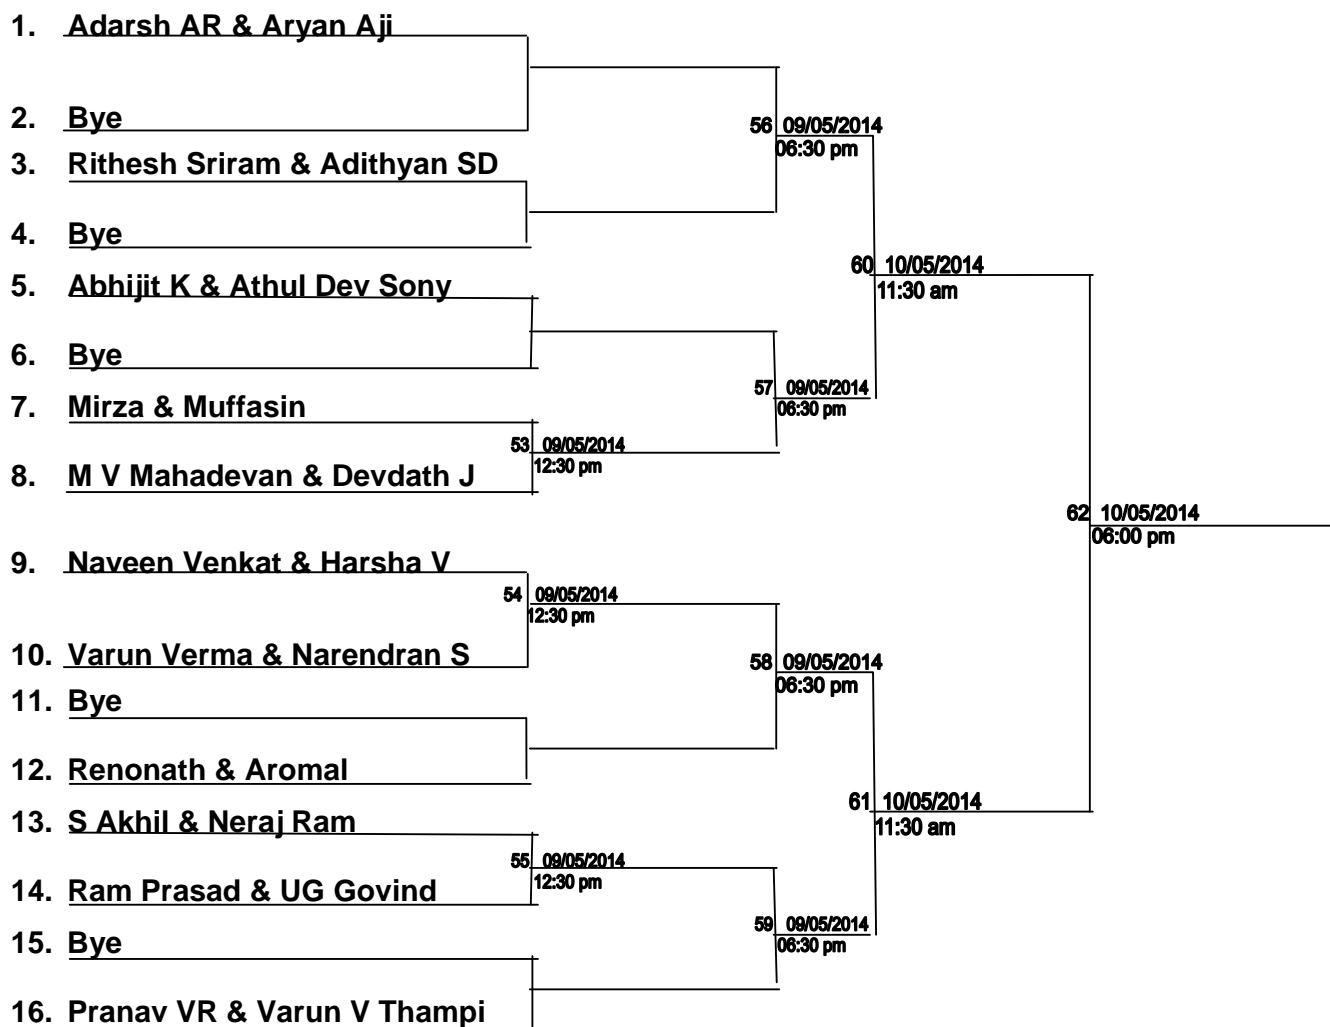 1. Adarsh AR & Aryan Aji
2. Bye
56 09/05/2014
06:30 pm
3. Rithesh Sriram & Adithyan SD
4. Bye
60 10/05/2014
11:30 am
5. Abhijit K & Athul Dev Sony
6. Bye
57 09/05/2014
06:30 pm
7. Mirza & Muffasin
53 09/05/2014
12:30 pm
8. M V Mahadevan & Devdath J
62 10/05/2014
06:00 pm
9. Naveen Venkat & Harsha V
54 09/05/2014
12:30 pm
10. Varun Verma & Narendran S
58 09/05/2014
06:30 pm
11. Bye
12. Renonath & Aromal
61 10/05/2014
11:30 am
13. S Akhil & Neraj Ram
55 09/05/2014
12:30 pm
14. Ram Prasad & UG Govind
59 09/05/2014
06:30 pm
15. Bye
16. Pranav VR & Varun V Thampi